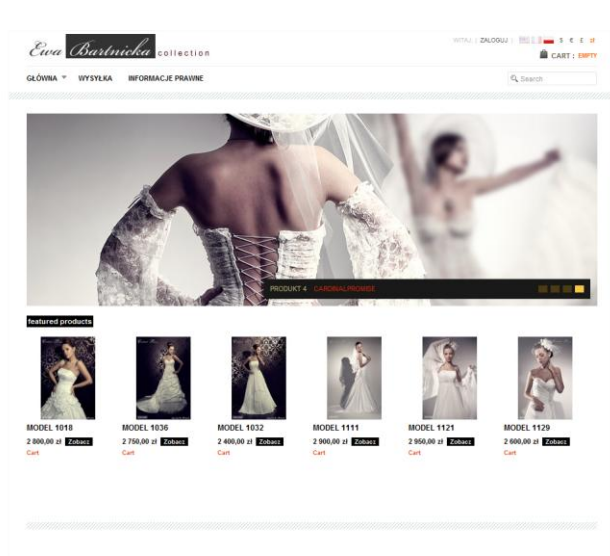 Ewa Bartnicka collection
WITAJ, | ZALOGUJ | $ € £ zł
CART : EMPTY
GŁÓWNA WYSYŁKA INFORMACJE PRAWNE
Search
PRODUKT 4
featured products
MODEL 1018 MODEL 1036 MODEL 1032 MODEL 1111 MODEL 1121 MODEL 1129
2 800,00 zł Zobacz 2 750,00 zł Zobacz 2 400,00 zł Zobacz 2 900,00 zł Zobacz 2 950,00 zł Zobacz 2 600,00 zł Zobacz
Cart Cart Cart Cart Cart Cart